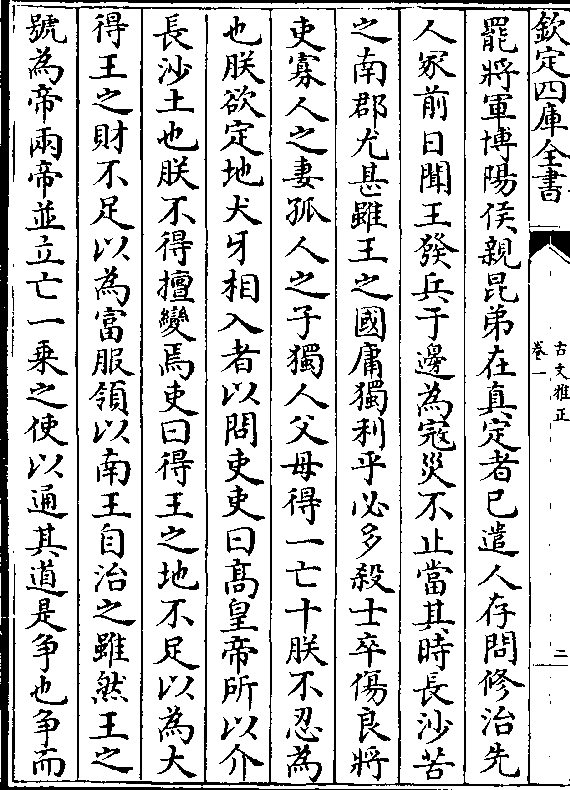 欽定四庫全書
古文雅正
卷一
二
罷將軍博陽侯親昆弟在真定者已遣人存問修治先
人冢前日聞王發兵于邊為寇災不止當其時長沙苦
之南郡尤甚雖王之國庸獨利乎必多殺士卒傷良將
吏寡人之妻孤人之子獨人父母得一亡十朕不忍為
也朕欲定地犬牙相入者以問吏吏曰高皇帝所以介
長沙土也朕不得擅變焉吏曰得王之地不足以為大
得王之財不足以為富服領以南王自治之雖然王之
號為帝兩帝並立亡一乗之使以通其道是争也争而